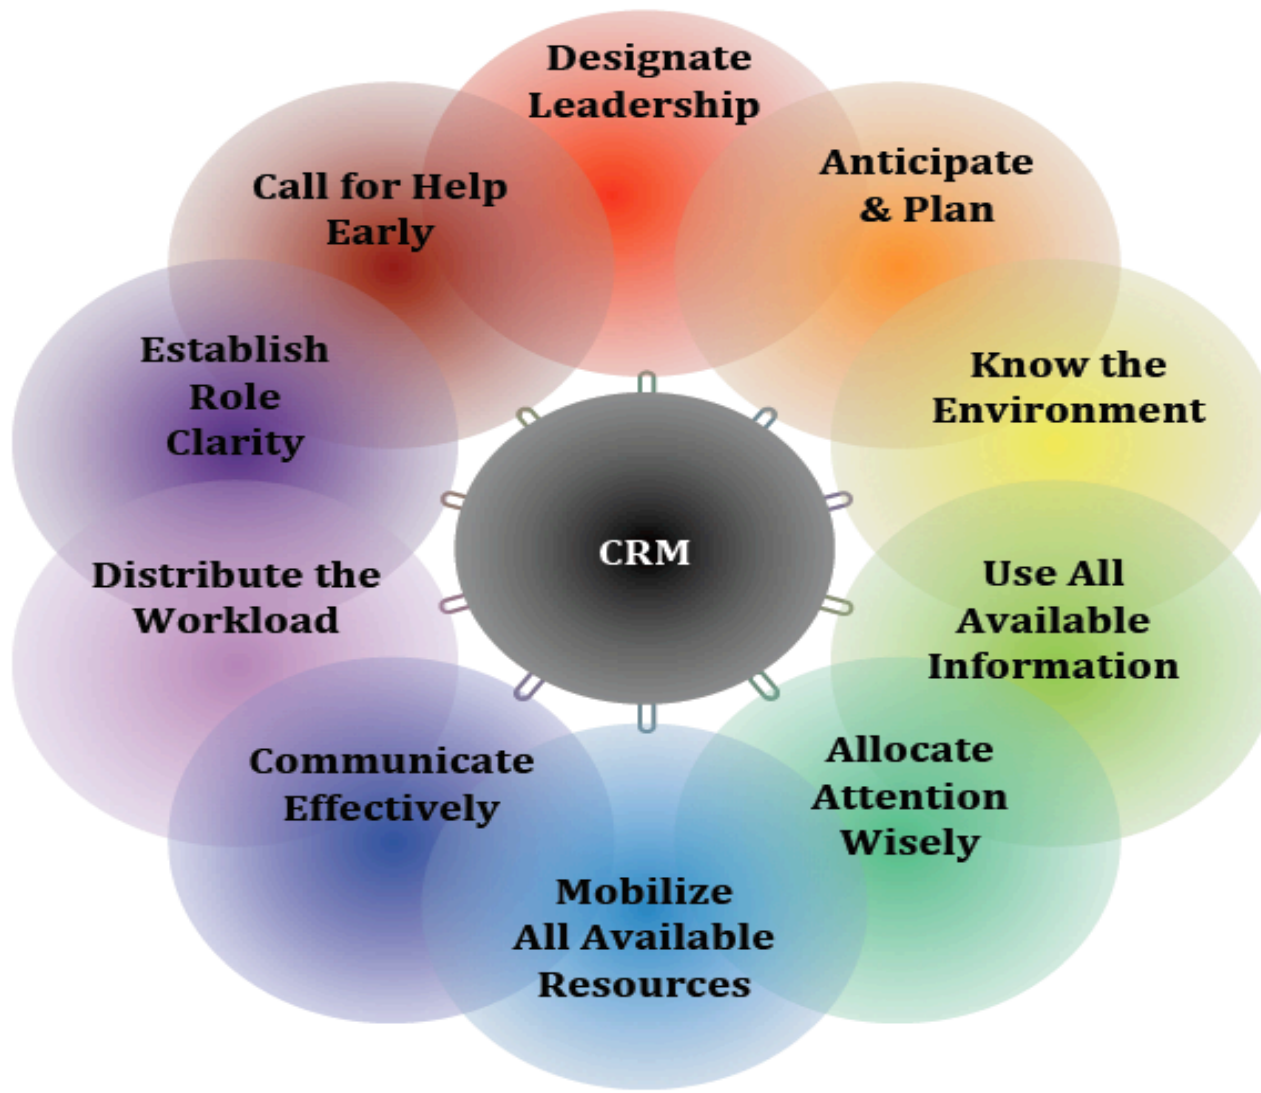 Designate
Leadership
Anticipate
& Plan
Know the
Environment
Use All
Available
Information
Allocate
Attention
Wisely
Mobilize
All Available
Resources
Communicate
Effectively
Distribute the
Workload
Establish
Role
Clarity
Call for Help
Early
CRM